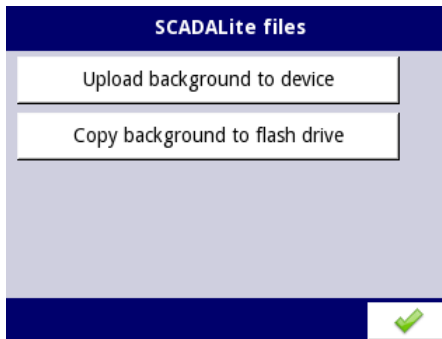 SCADALite files
Upload background to device
Copy background to flash drive